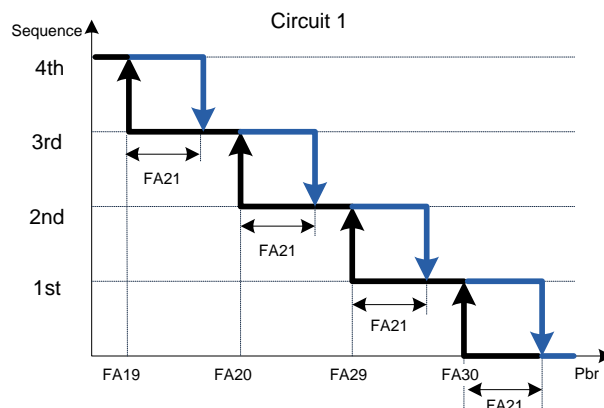 Circuit 1
Sequence
4th
3rd
2nd
1st
FA21
FA21
FA21
FA19
FA20
FA29
FA30
Pbr
FA21